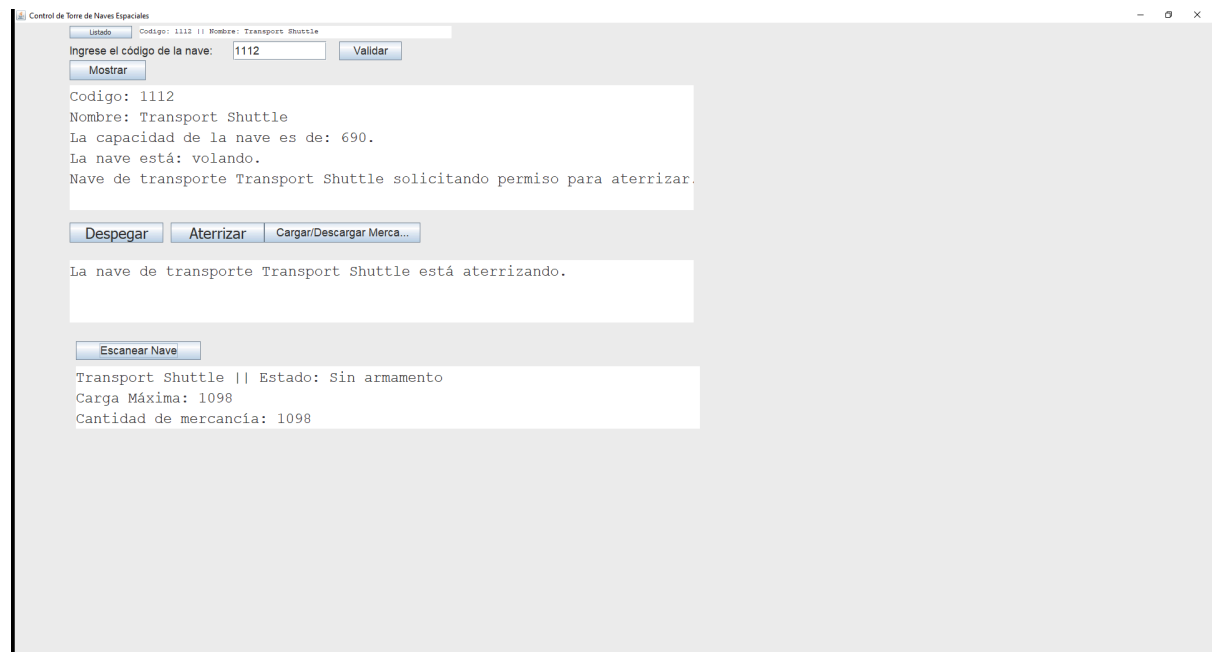 Control de Torre de Naves Espaciales
Listado Codigo: 1112 || Nombre: Transport Shuttle
Ingrese el código de la nave: 1112 Validar
Mostrar
Codigo: 1112
Nombre: Transport Shuttle
La capacidad de la nave es de: 690.
La nave está: volando.
Nave de transporte Transport Shuttle solicitando permiso para aterrizar.
Despegar Aterrizar Cargar/Descargar Merca...
La nave de transporte Transport Shuttle está aterrizando.
Escanear Nave
Transport Shuttle || Estado: Sin armamento
Carga Máxima: 1098
Cantidad de mercancía: 1098